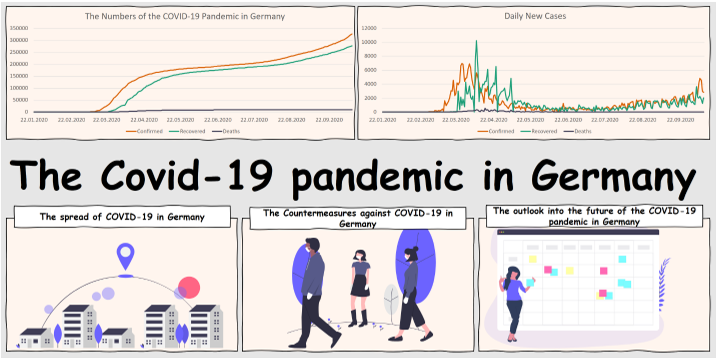 The Numbers of the COVID-19 Pandemic in Germany
350000
300000
250000
200000
150000
100000
50000
0
22.01.2020 22.02.2020 22.03.2020 22.04.2020 22.05.2020 22.06.2020 22.07.2020 22.08.2020 22.09.2020
Confirmed Recovered Deaths
Daily New Cases
12000
10000
8000
6000
4000
2000
0
22.01.2020 22.02.2020 22.03.2020 22.04.2020 22.05.2020 22.06.2020 22.07.2020 22.08.2020 22.09.2020
Confirmed Recovered Deaths
The Covid-19 pandemic in Germany
The spread of COVID-19 in Germany
The Countermeasures against COVID-19 in
Germany
The outlook into the future of the COVID-19
pandemic in Germany